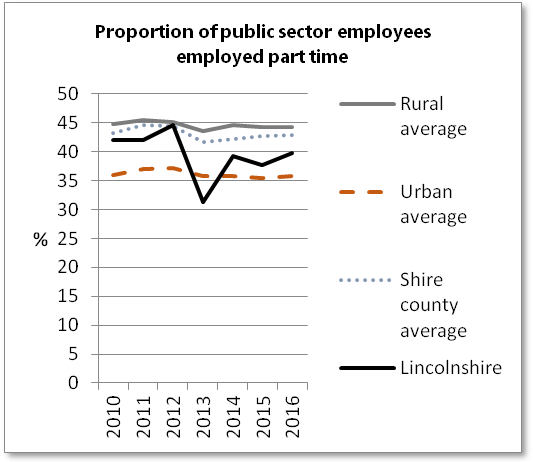 Proportion of public sector employees
employed part time
50
45
40
35
30
25
20
15
10
5
0
%
2010
2011
2012
2013
2014
2015
2016
Rural
average
Urban
average
Shire
county
average
Lincolnshire